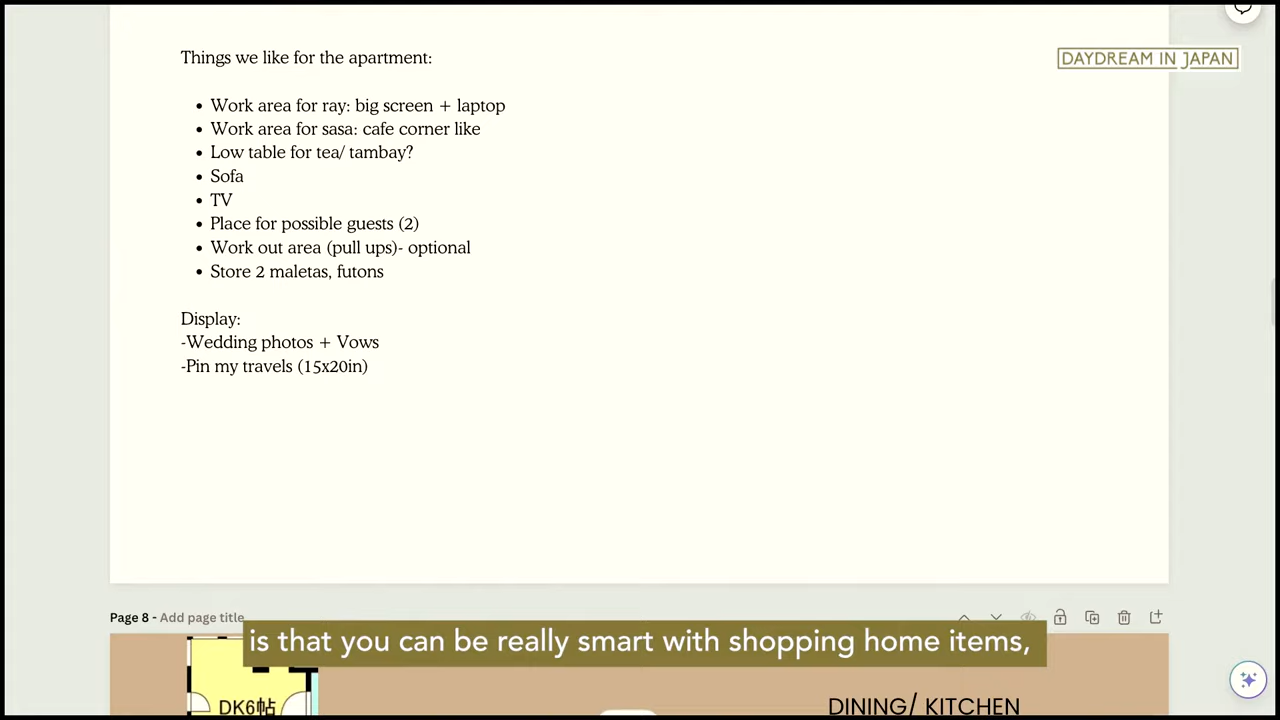 Things we like for the apartment:
DAYDREAM IN JAPAN
• Work area for ray: big screen + laptop
• Work area for sasa: cafe corner like
• Low table for tea/ tambay?
• Sofa
• TV
• Place for possible guests (2)
• Work out area (pull ups)- optional
• Store 2 maletas, futons
Display:
-Wedding photos + Vows
-Pin my travels (15x20in)
Page 8 - Add page title
is that you can be really smart with shopping home items,
DK6帖
DINING/ KITCHEN